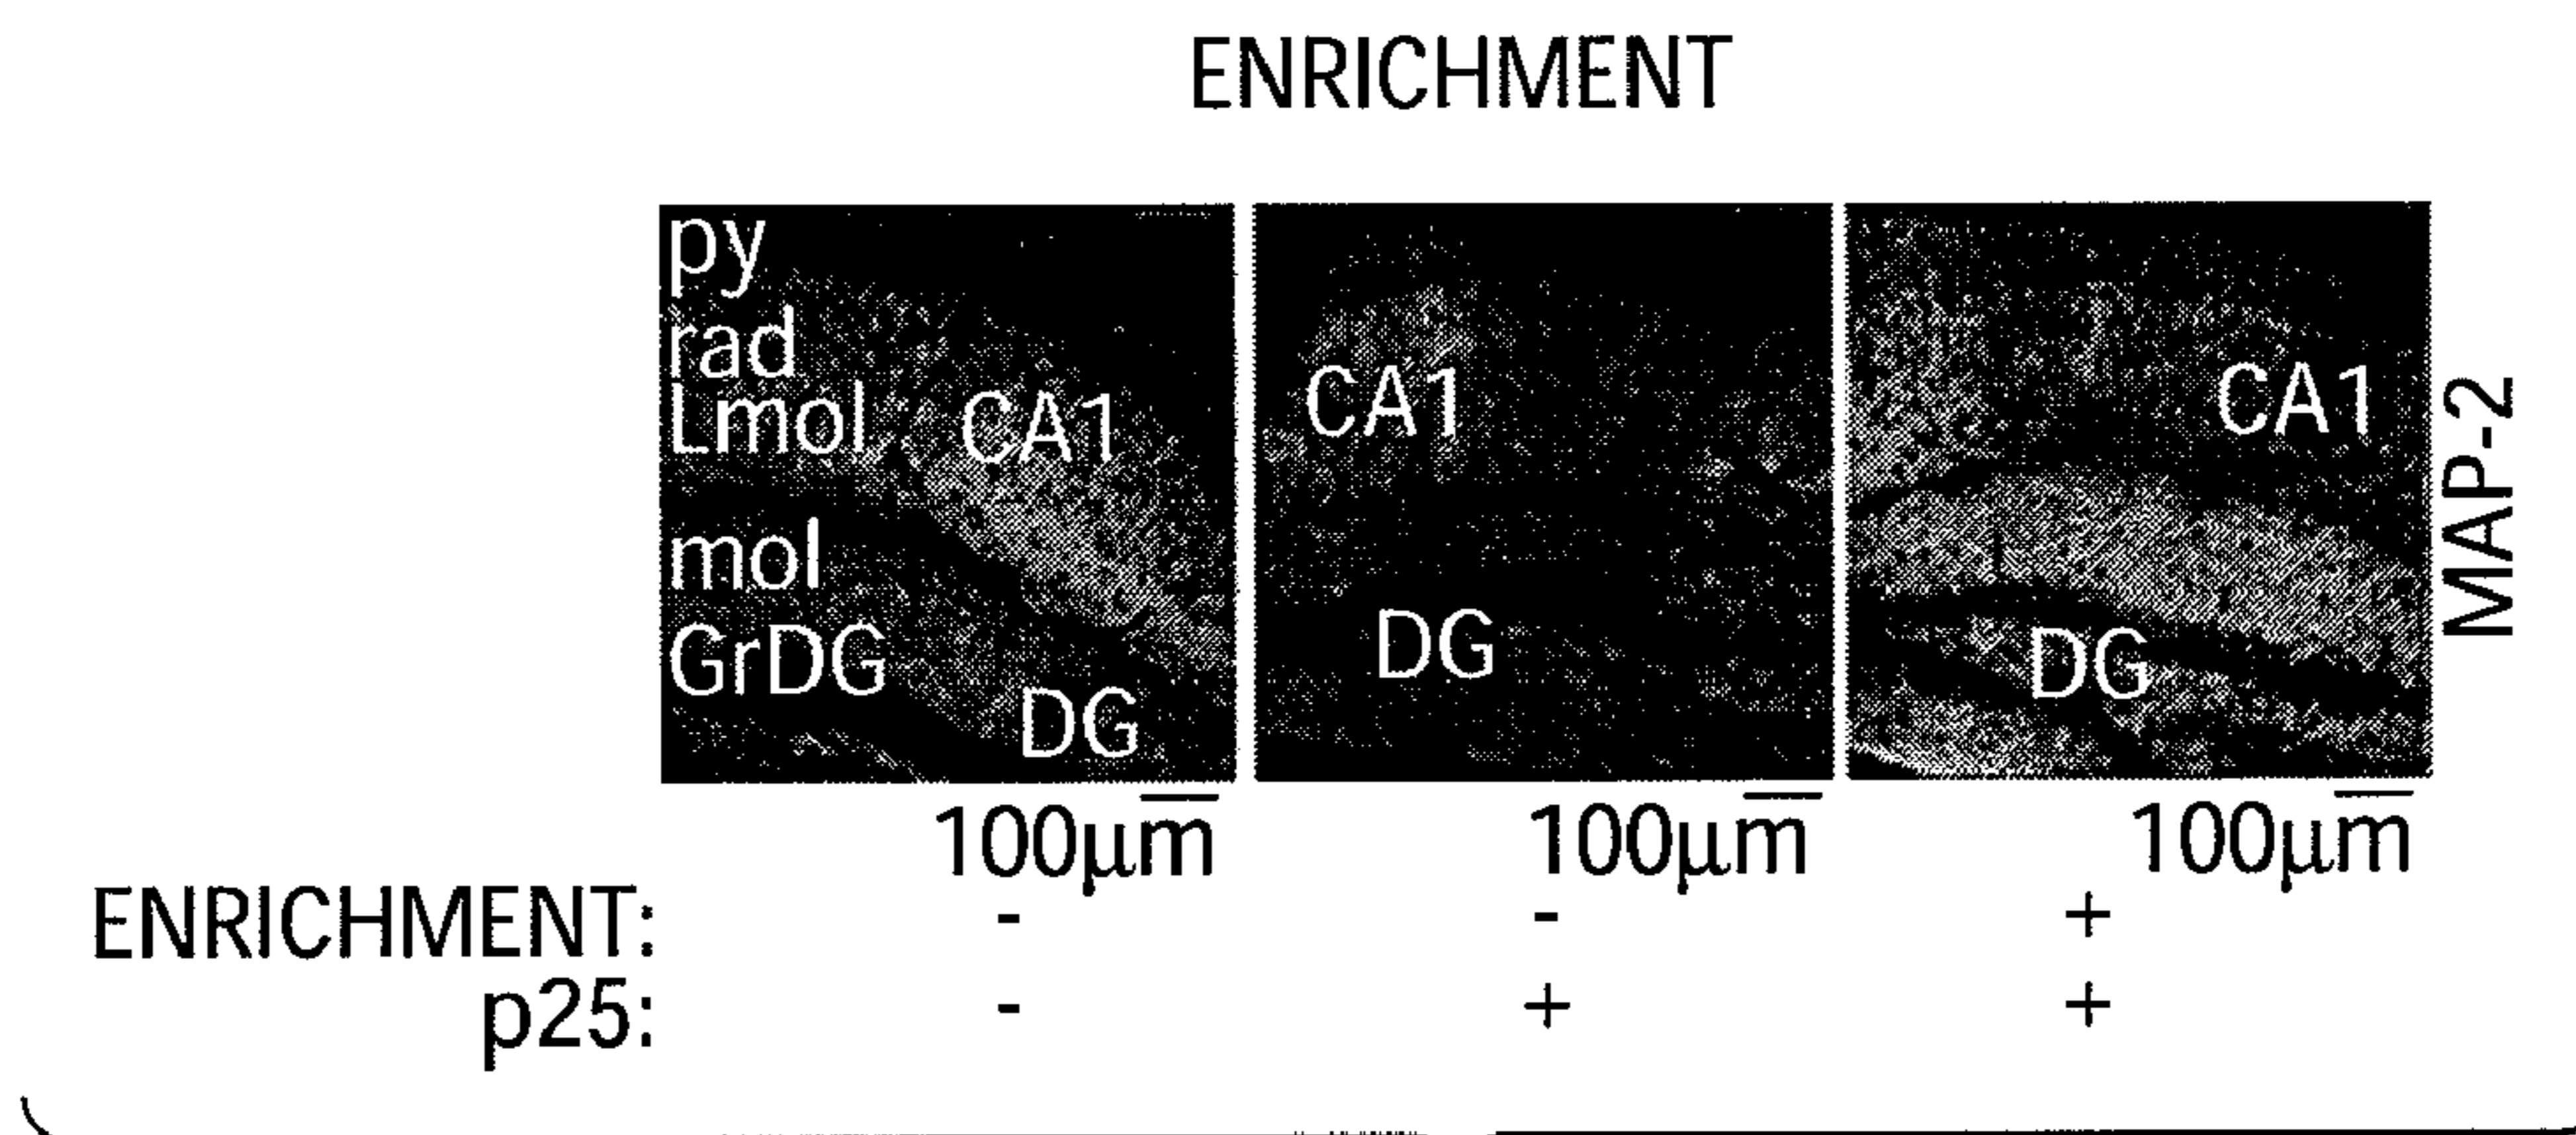 ENRICHMENT
py
rad
Lmol
CA1
mol
GrDG
DG
CA1
DG
CA1
DG
MAP-2
100µm 100µm 100µm
ENRICHMENT: - - +
p25: - + +